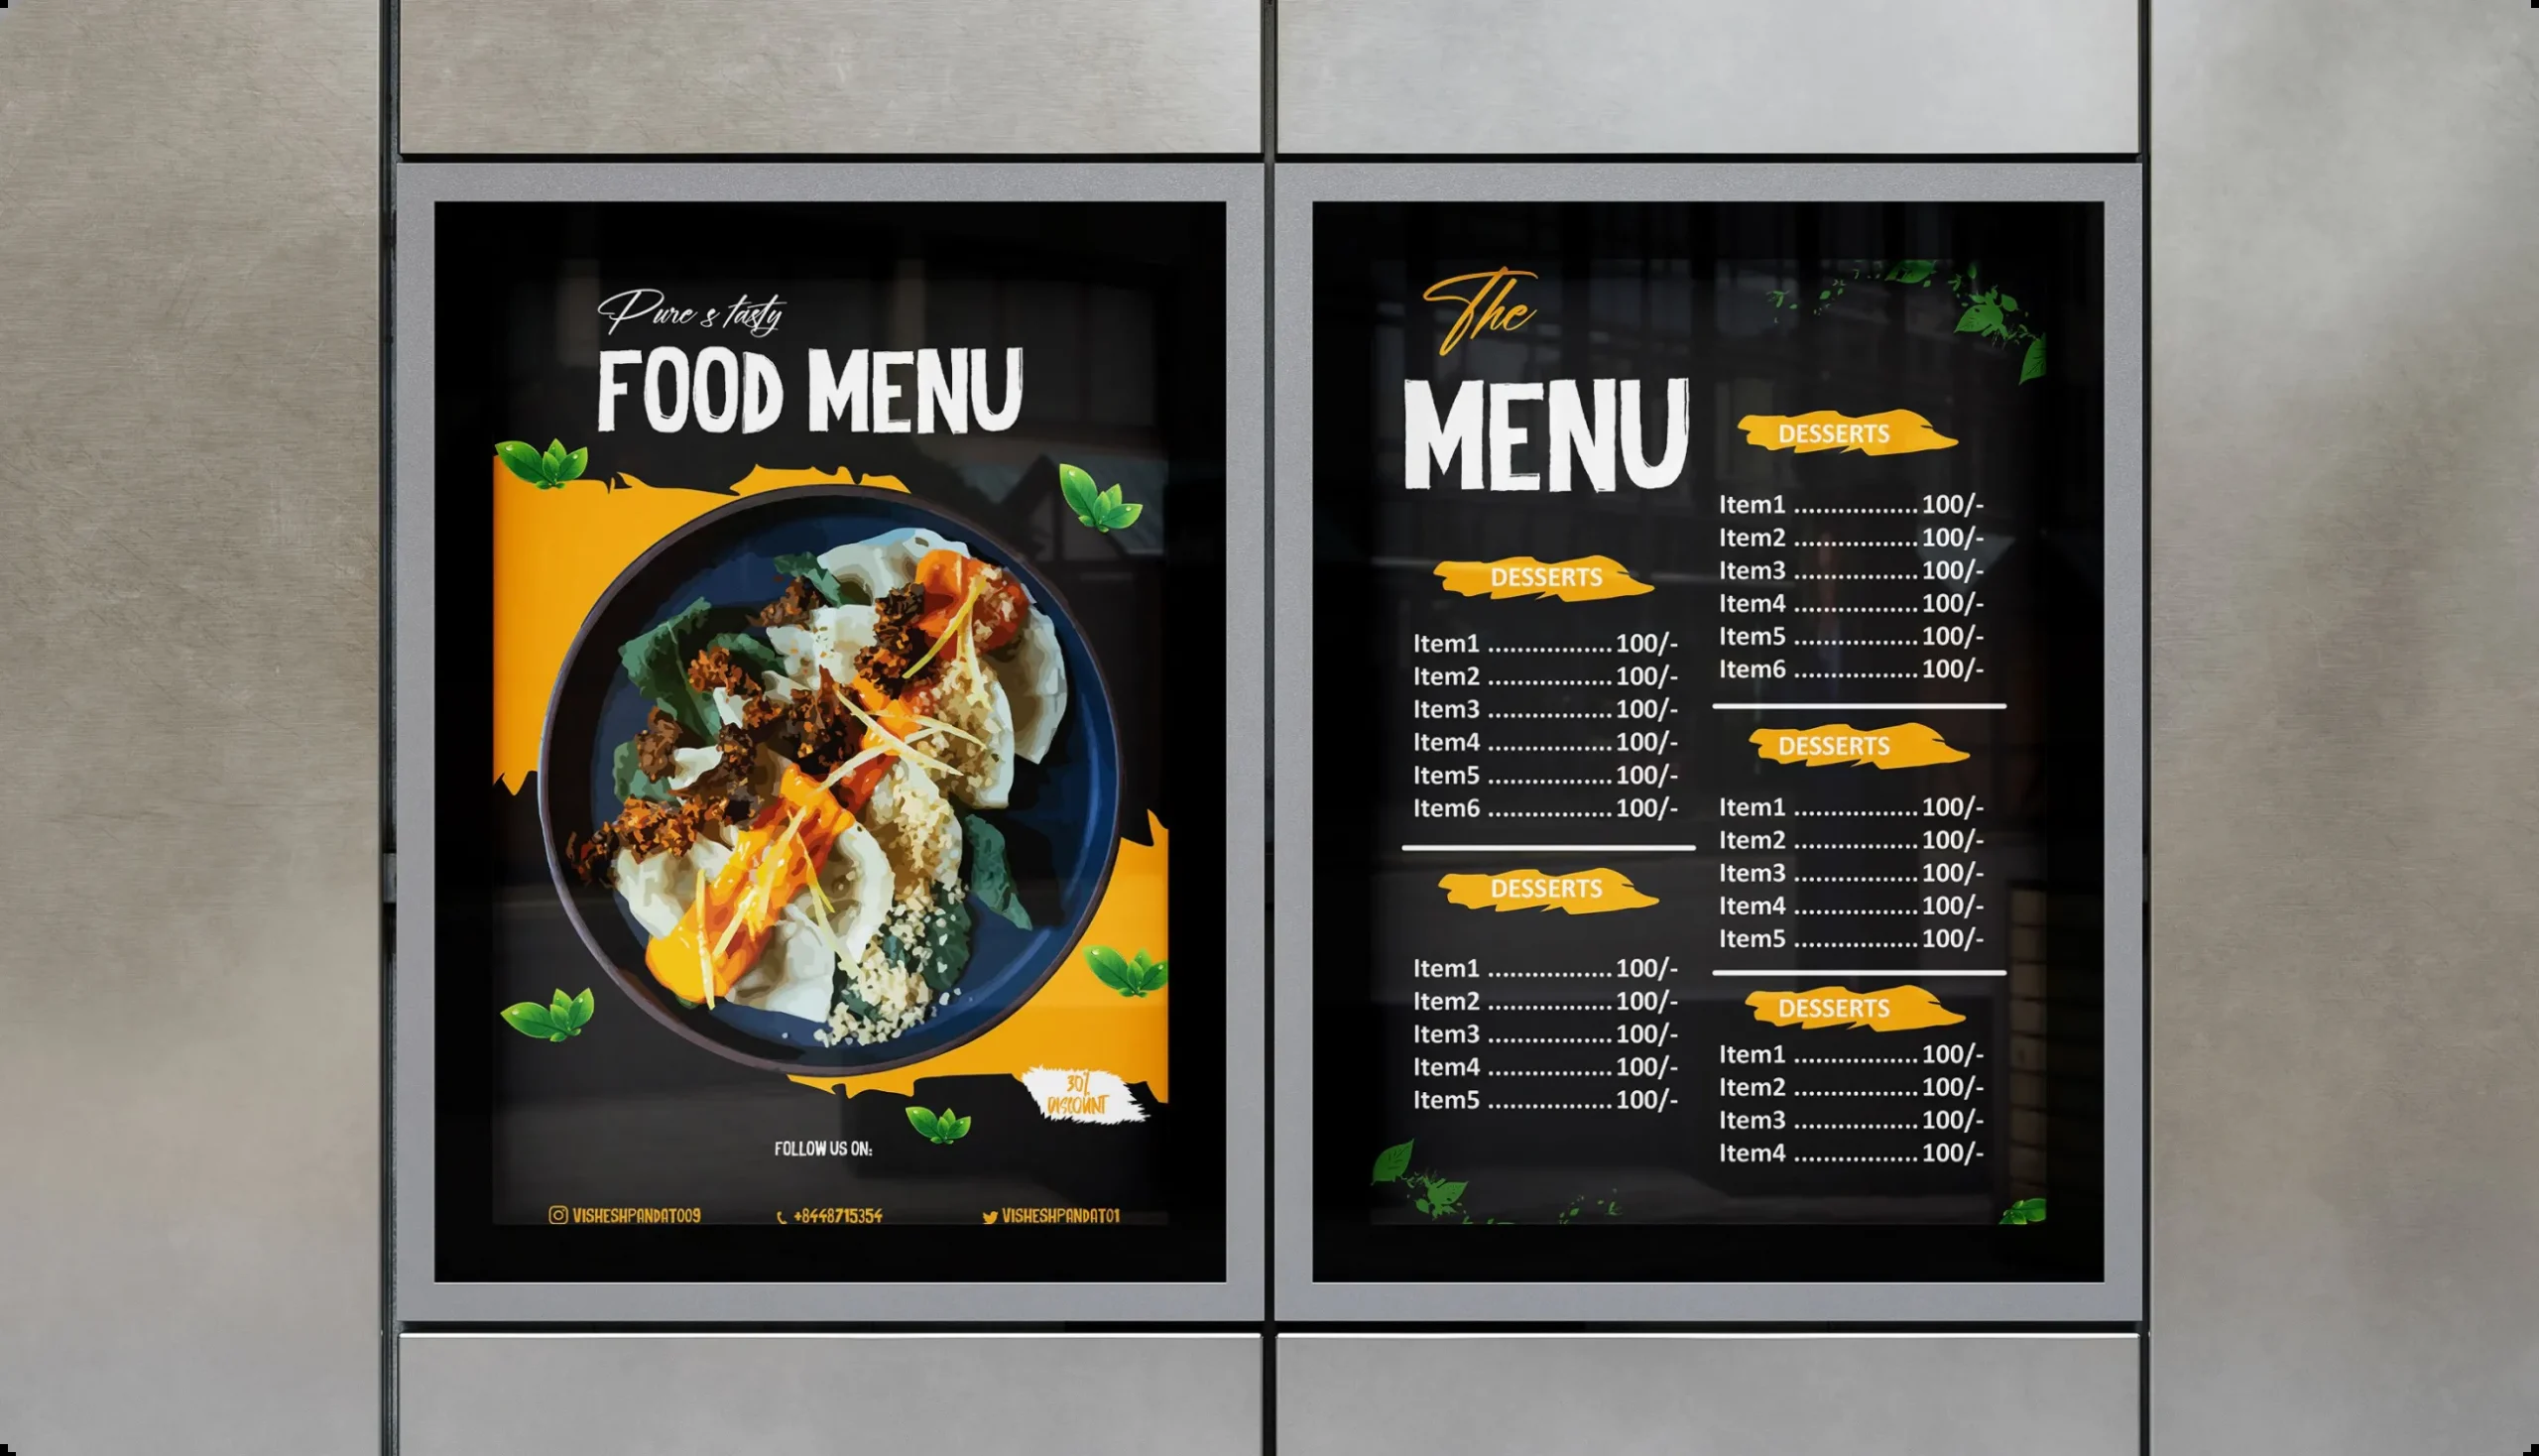 Pure & tasty
FOOD MENU
30%
DISCOUNT
FOLLOW US ON:
VISHESHPANDAT009
+8448715354
VISHESHPANDAT01
The
MENU
DESSERTS
Item1 .................100/-
Item2 .................100/-
Item3 .................100/-
Item4 .................100/-
Item5 .................100/-
Item6 .................100/-
DESSERTS
Item1 .................100/-
Item2 .................100/-
Item3 .................100/-
Item4 .................100/-
Item5 .................100/-
DESSERTS
Item1 .................100/-
Item2 .................100/-
Item3 .................100/-
Item4 .................100/-
Item5 .................100/-
Item6 .................100/-
DESSERTS
Item1 .................100/-
Item2 .................100/-
Item3 .................100/-
Item4 .................100/-
Item5 .................100/-
DESSERTS
Item1 .................100/-
Item2 .................100/-
Item3 .................100/-
Item4 .................100/-